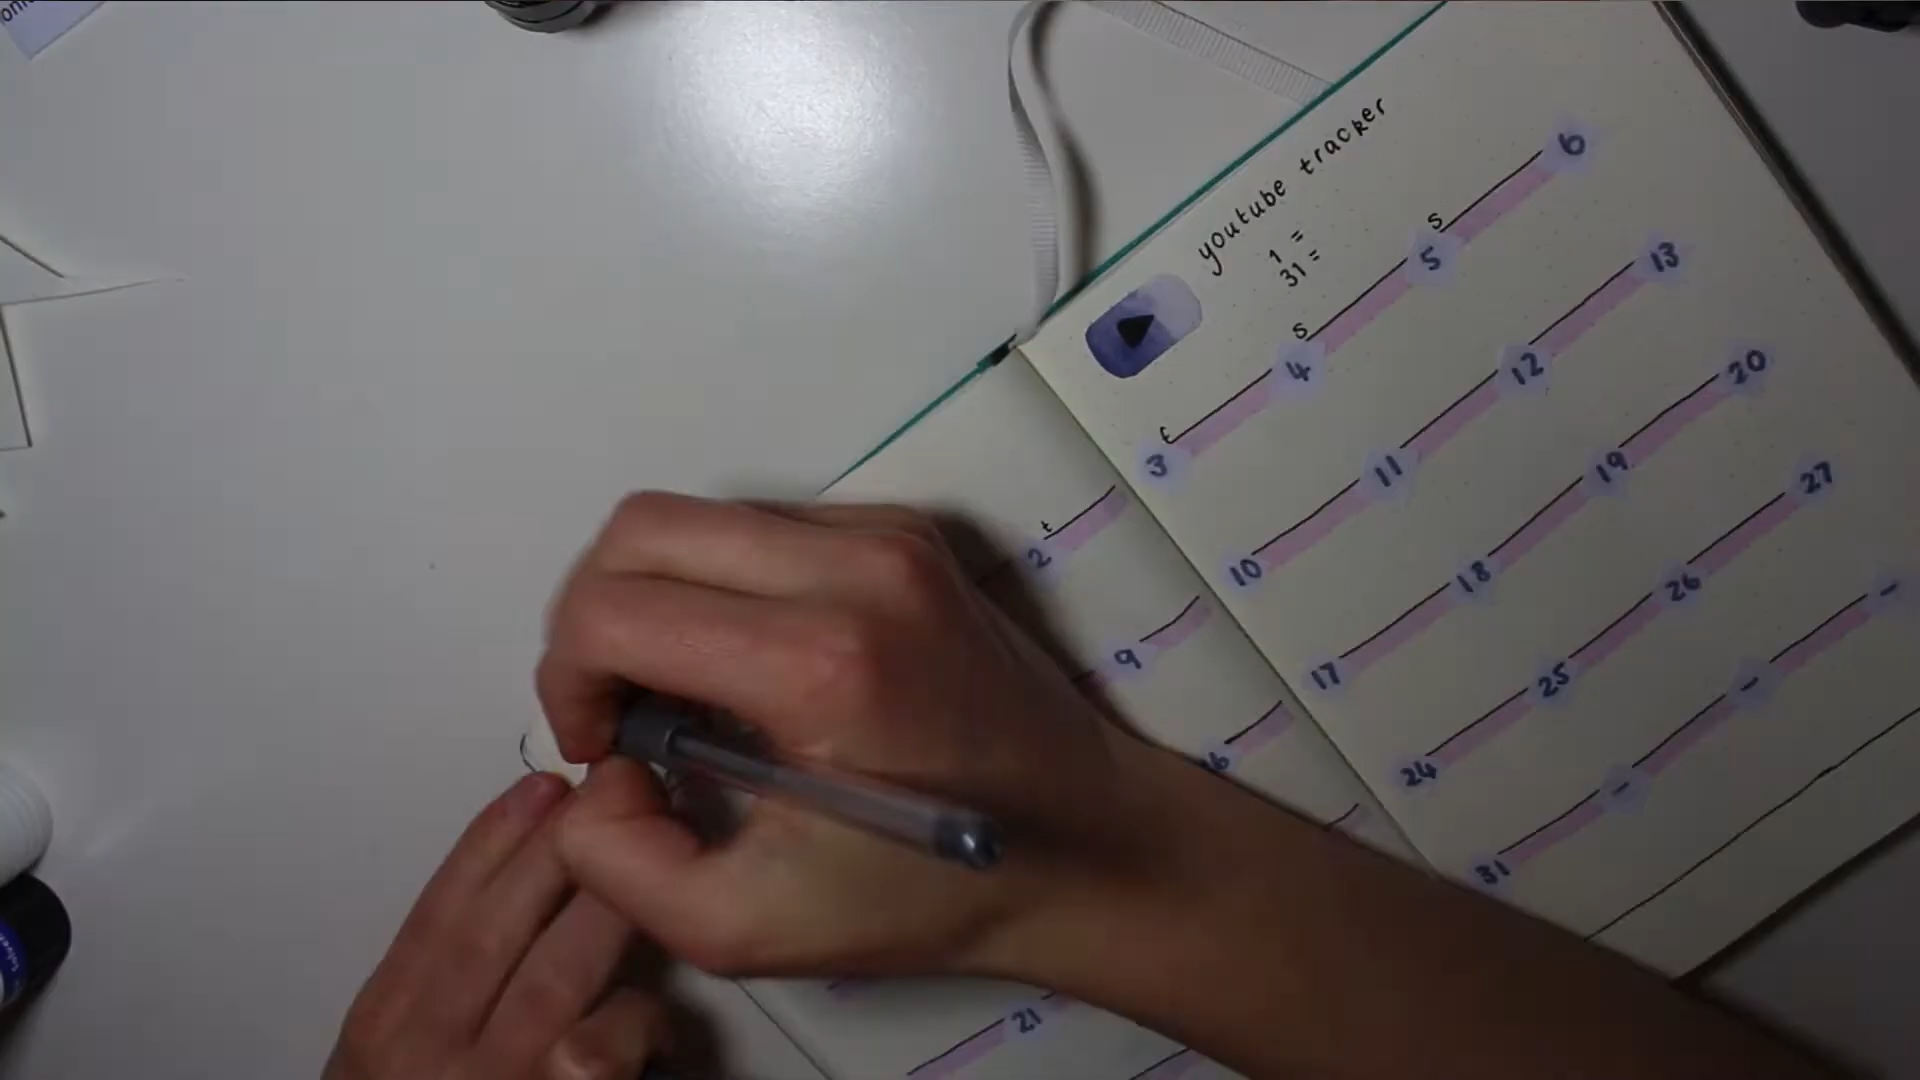 youtube tracker
1 =
31 =
t f s s
2 3 4 5 6
9 10 11 12 13
16 17 18 19 20
24 25 26 27
31 - - -
21